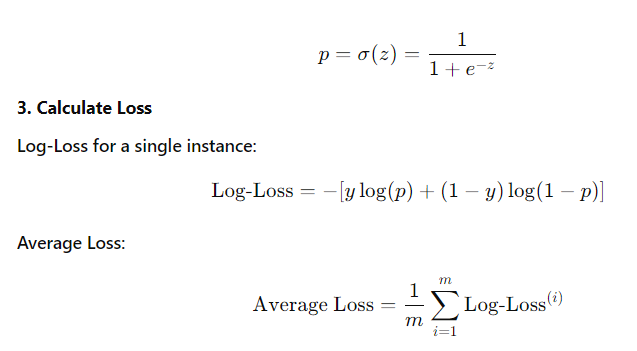 p = σ(z) = 1 / (1 + e^{−z})
3. Calculate Loss
Log-Loss for a single instance:
Log-Loss = −[y log(p) + (1 − y) log(1 − p)]
Average Loss:
Average Loss = 1/m ∑_{i=1}^{m} Log-Loss^{(i)}